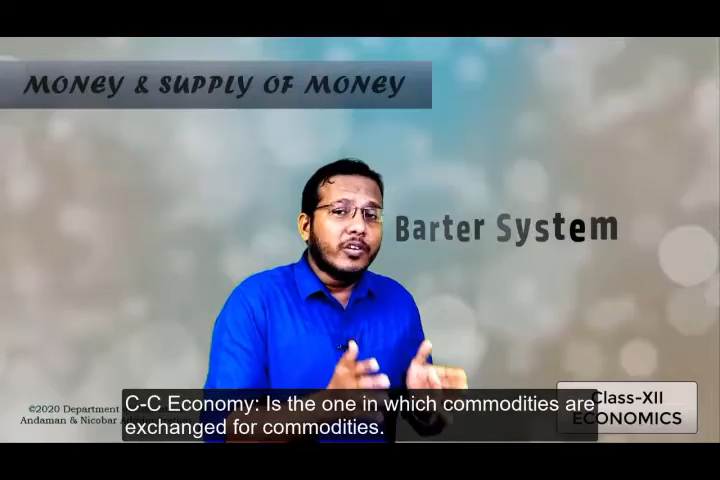 MONEY & SUPPLY OF MONEY
Barter System
Class-XII
ECONOMICS
©2020 Department
Andaman & Nicobar
C-C Economy: Is the one in which commodities are
exchanged for commodities.